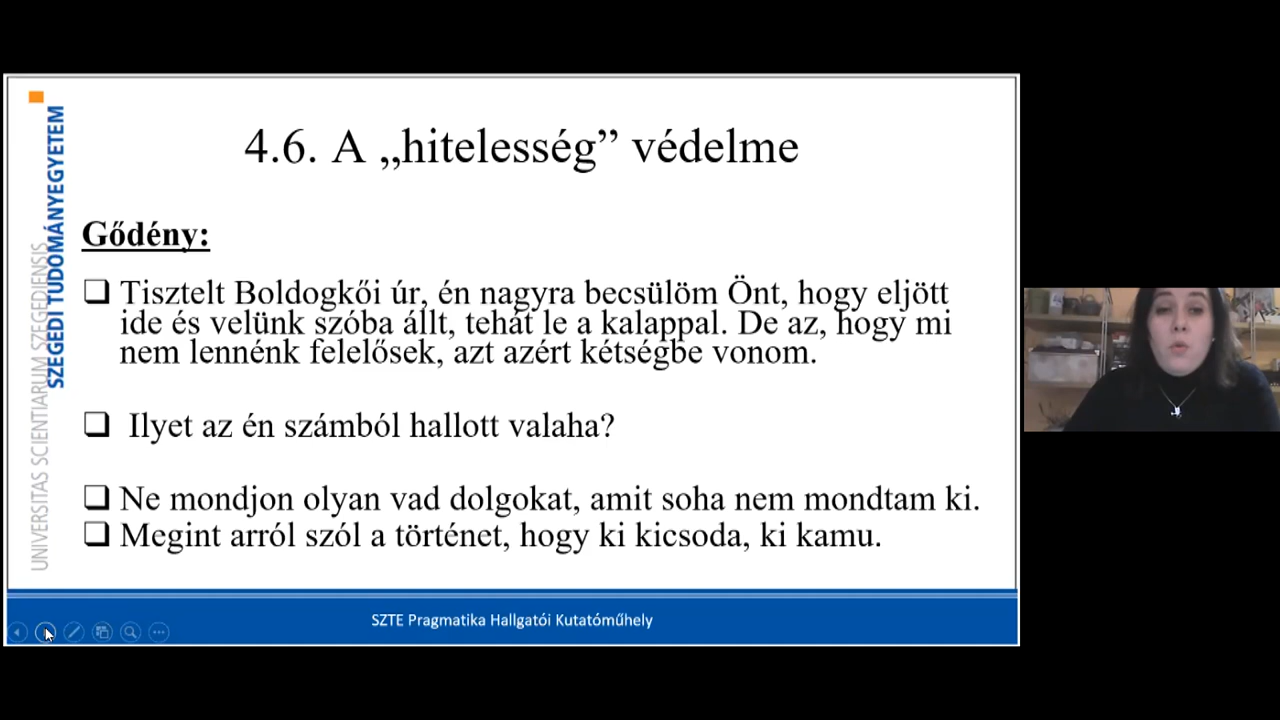 4.6. A „hitelesség” védelme
Gődény:
Tisztelt Boldogkői úr, én nagyra becsülöm Önt, hogy eljött
ide és velünk szóba állt, tehát le a kalappal. De az, hogy mi
nem lennénk felelősek, azt azért kétségbe vonom.
Ilyet az én számból hallott valaha?
Ne mondjon olyan vad dolgokat, amit soha nem mondtam ki.
Megint arról szól a történet, hogy ki kicsoda, ki kamu.
UNIVERSITAS SCIENTIARUM SZEGEDIENSIS
SZEGEDI TUDOMÁNYEGYETEM
SZTE Pragmatika Hallgatói Kutatóműhely